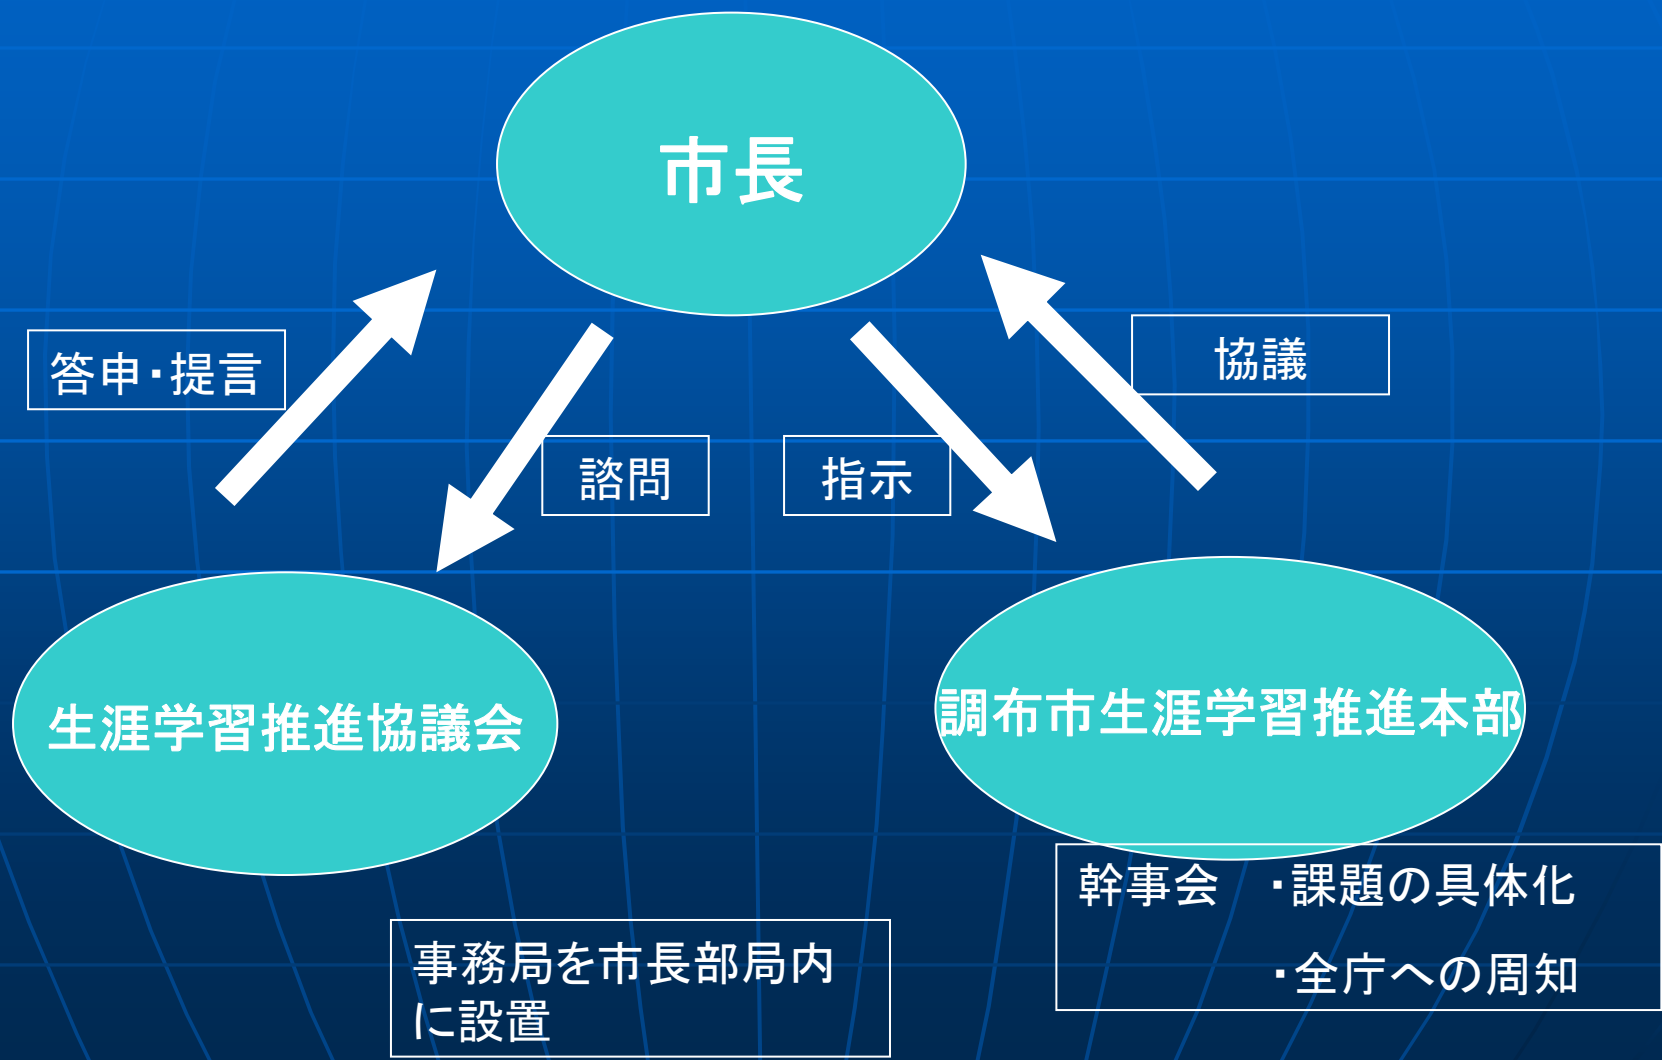 市長
答申・提言
協議
諮問
指示
生涯学習推進協議会
調布市生涯学習推進本部
幹事会　・課題の具体化
・全庁への周知
事務局を市長部局内
に設置